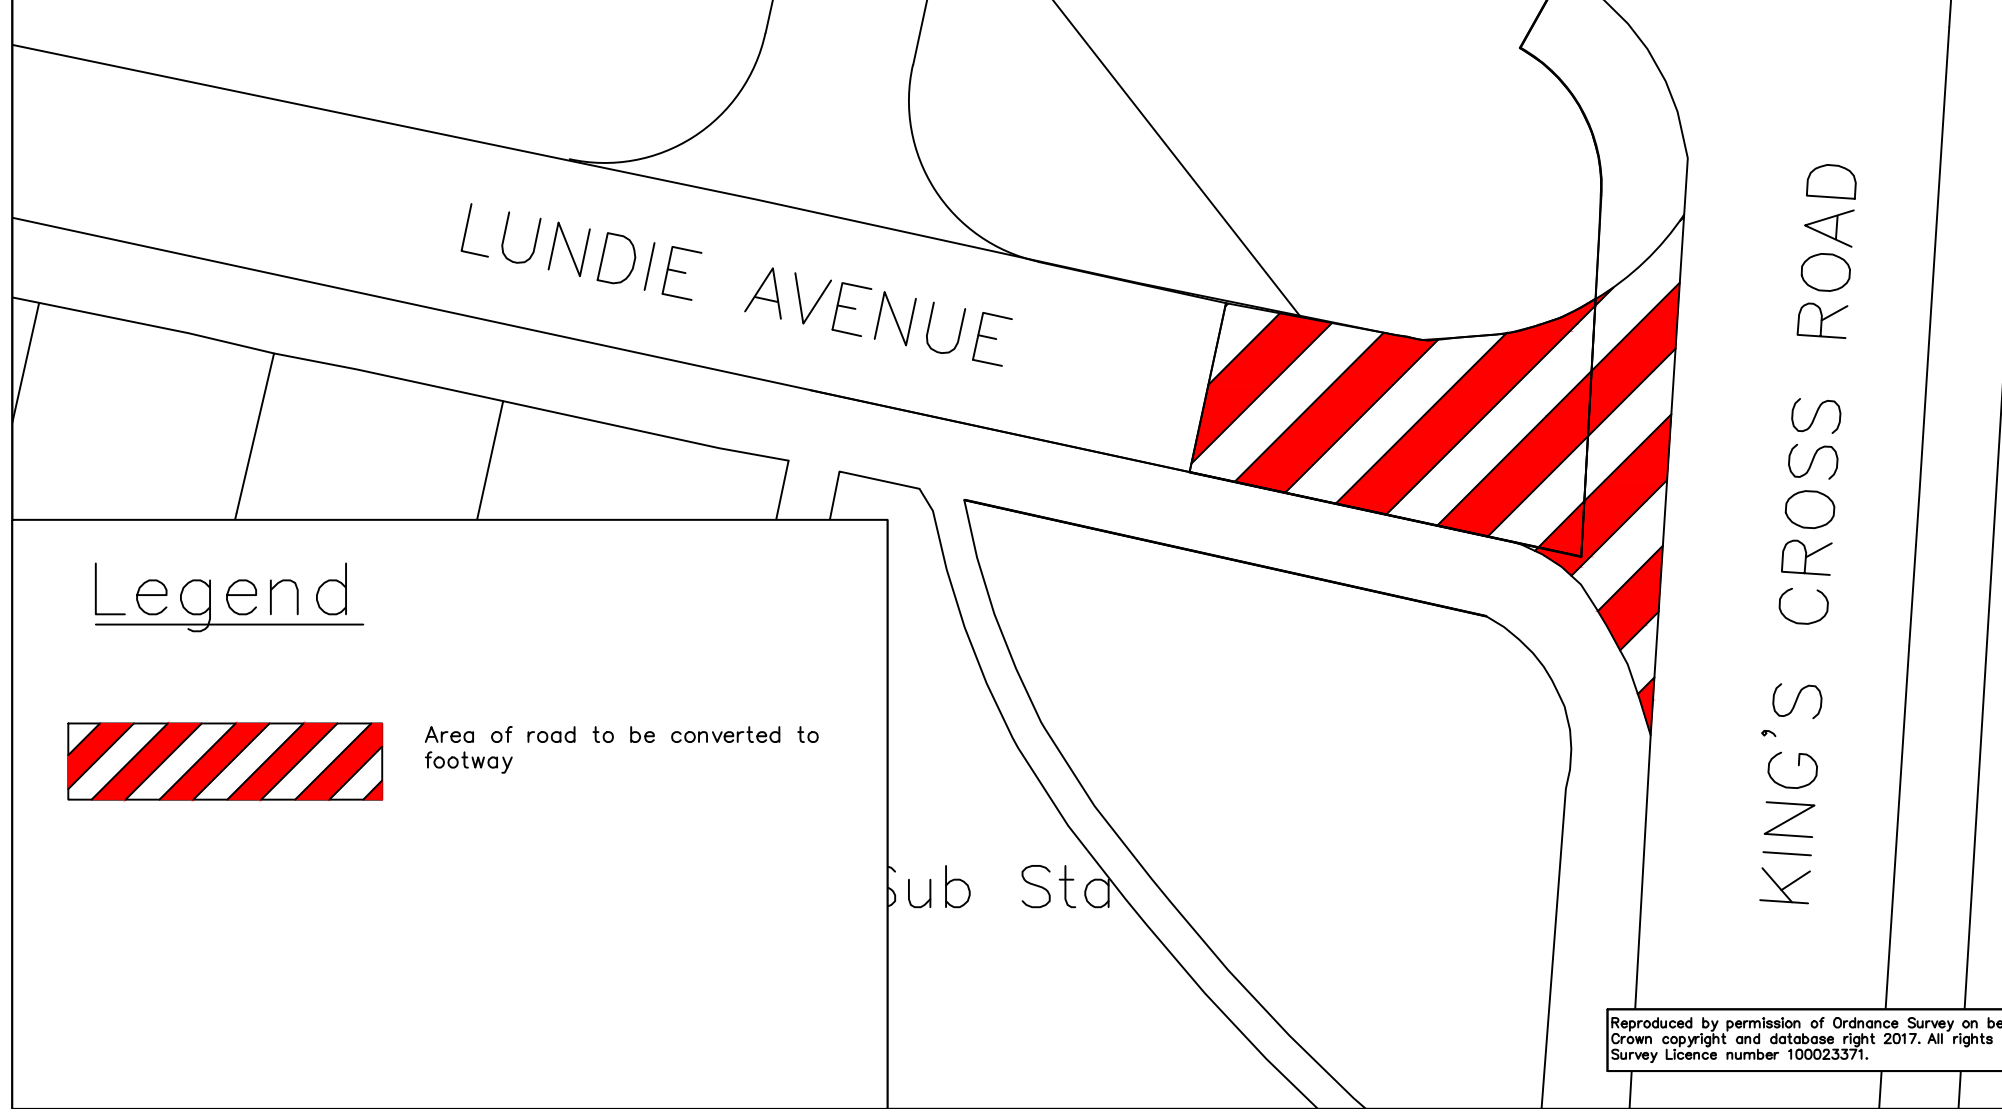 LUNDIE AVENUE
KING'S CROSS ROAD
Legend
Area of road to be converted to
footway
Sub Sta
Reproduced by permission of Ordnance Survey on be
Crown copyright and database right 2017. All rights
Survey Licence number 100023371.